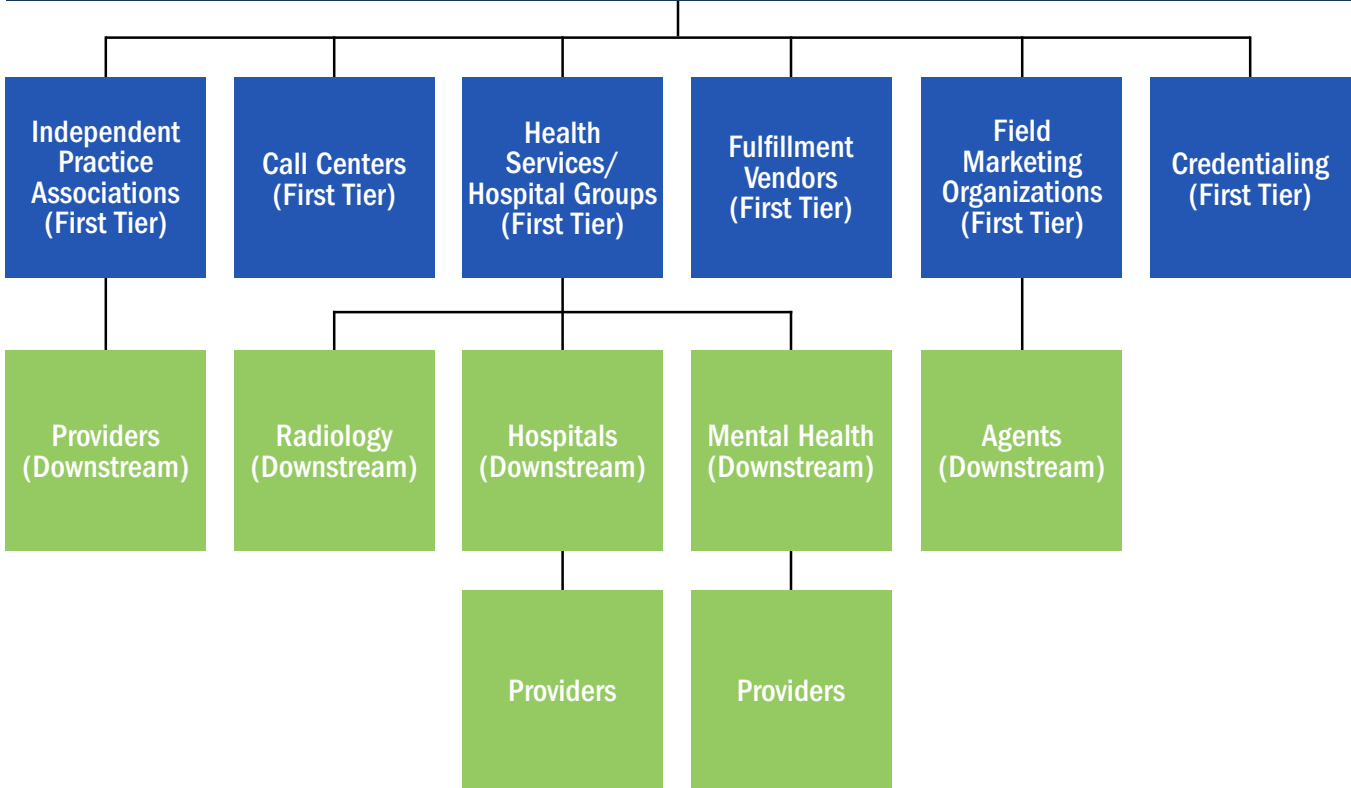 Independent
Practice
Associations
(First Tier)
Call Centers
(First Tier)
Health
Services/
Hospital Groups
(First Tier)
Fulfillment
Vendors
(First Tier)
Field
Marketing
Organizations
(First Tier)
Credentialing
(First Tier)
Providers
(Downstream)
Radiology
(Downstream)
Hospitals
(Downstream)
Mental Health
(Downstream)
Agents
(Downstream)
Providers
Providers